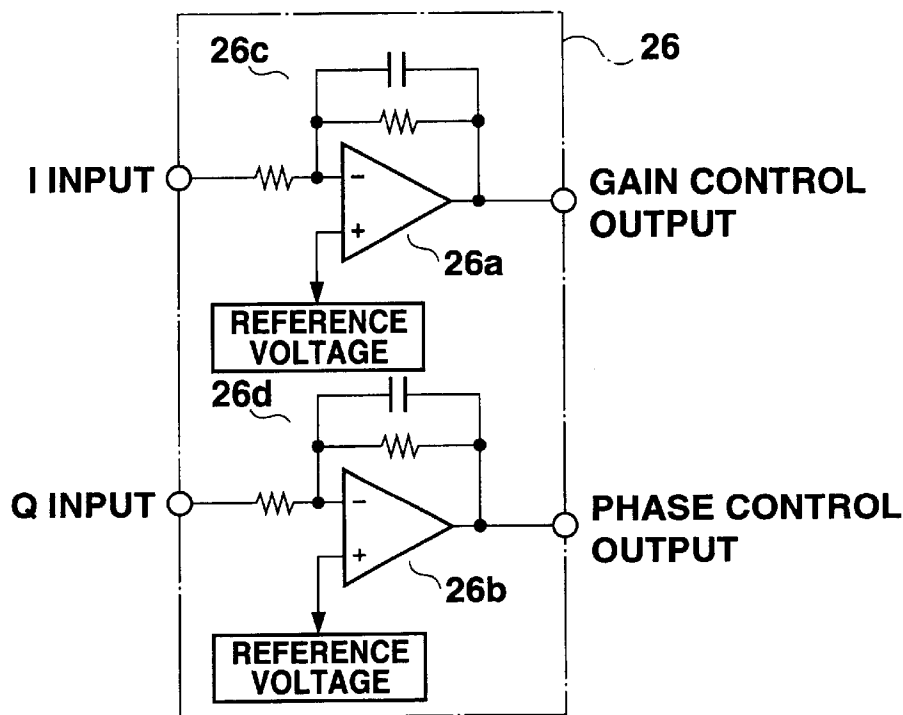 26c
26
I INPUT
−
+
GAIN CONTROL
OUTPUT
26a
REFERENCE
VOLTAGE
26d
Q INPUT
−
+
PHASE CONTROL
OUTPUT
26b
REFERENCE
VOLTAGE